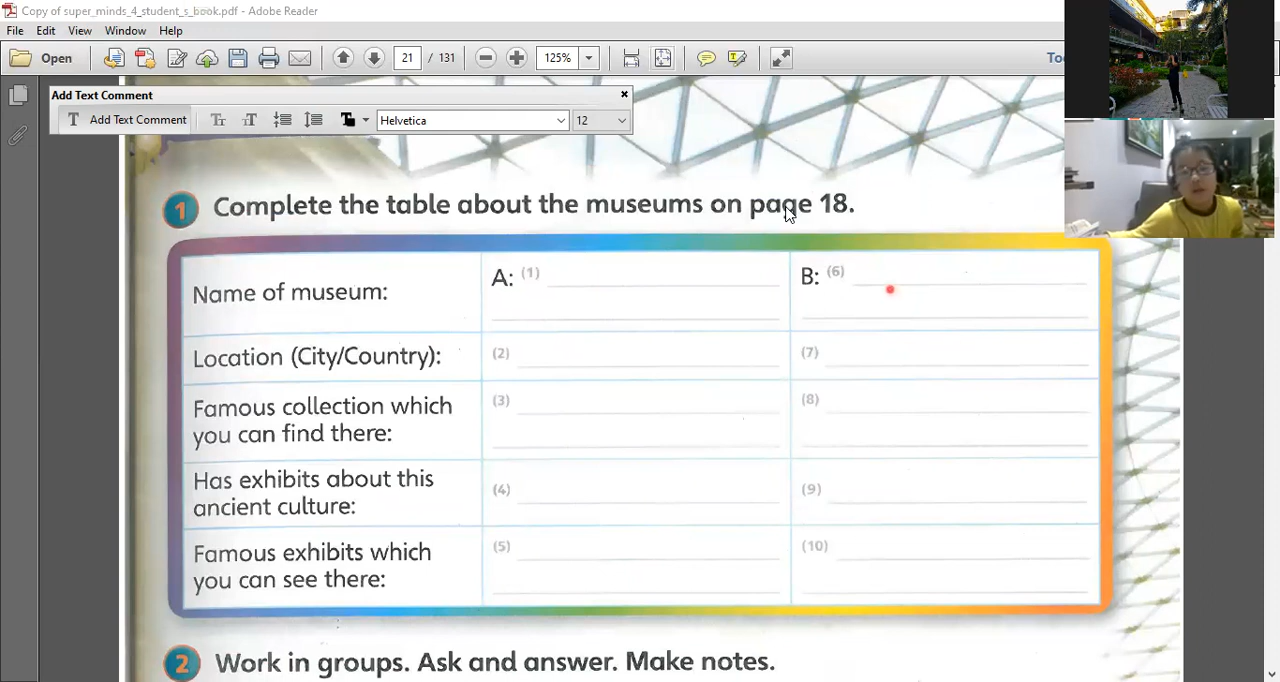 Copy of super_minds_4_student_s_book.pdf - Adobe Reader
File Edit View Window Help
Open 21 / 131 125%
Add Text Comment
Add Text Comment Helvetica 12
1 Complete the table about the museums on page 18.
Name of museum: A: (1) B: (6)
Location (City/Country): (2) (7)
Famous collection which (3) (8)
you can find there:
Has exhibits about this
ancient culture: (4) (9)
Famous exhibits which (5) (10)
you can see there:
2 Work in groups. Ask and answer. Make notes.